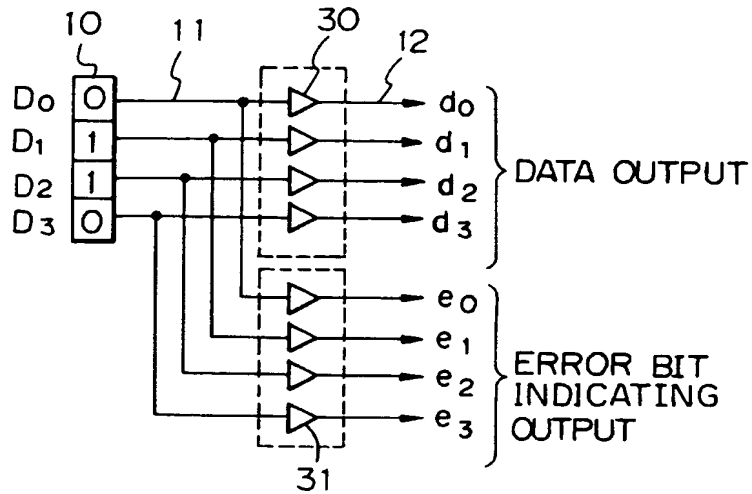 10 11 30 12
D0 0 d0
D1 1 d1
D2 1 d2
D3 0 d3
DATA OUTPUT
e0
e1
e2
e3
ERROR BIT
INDICATING
OUTPUT
31